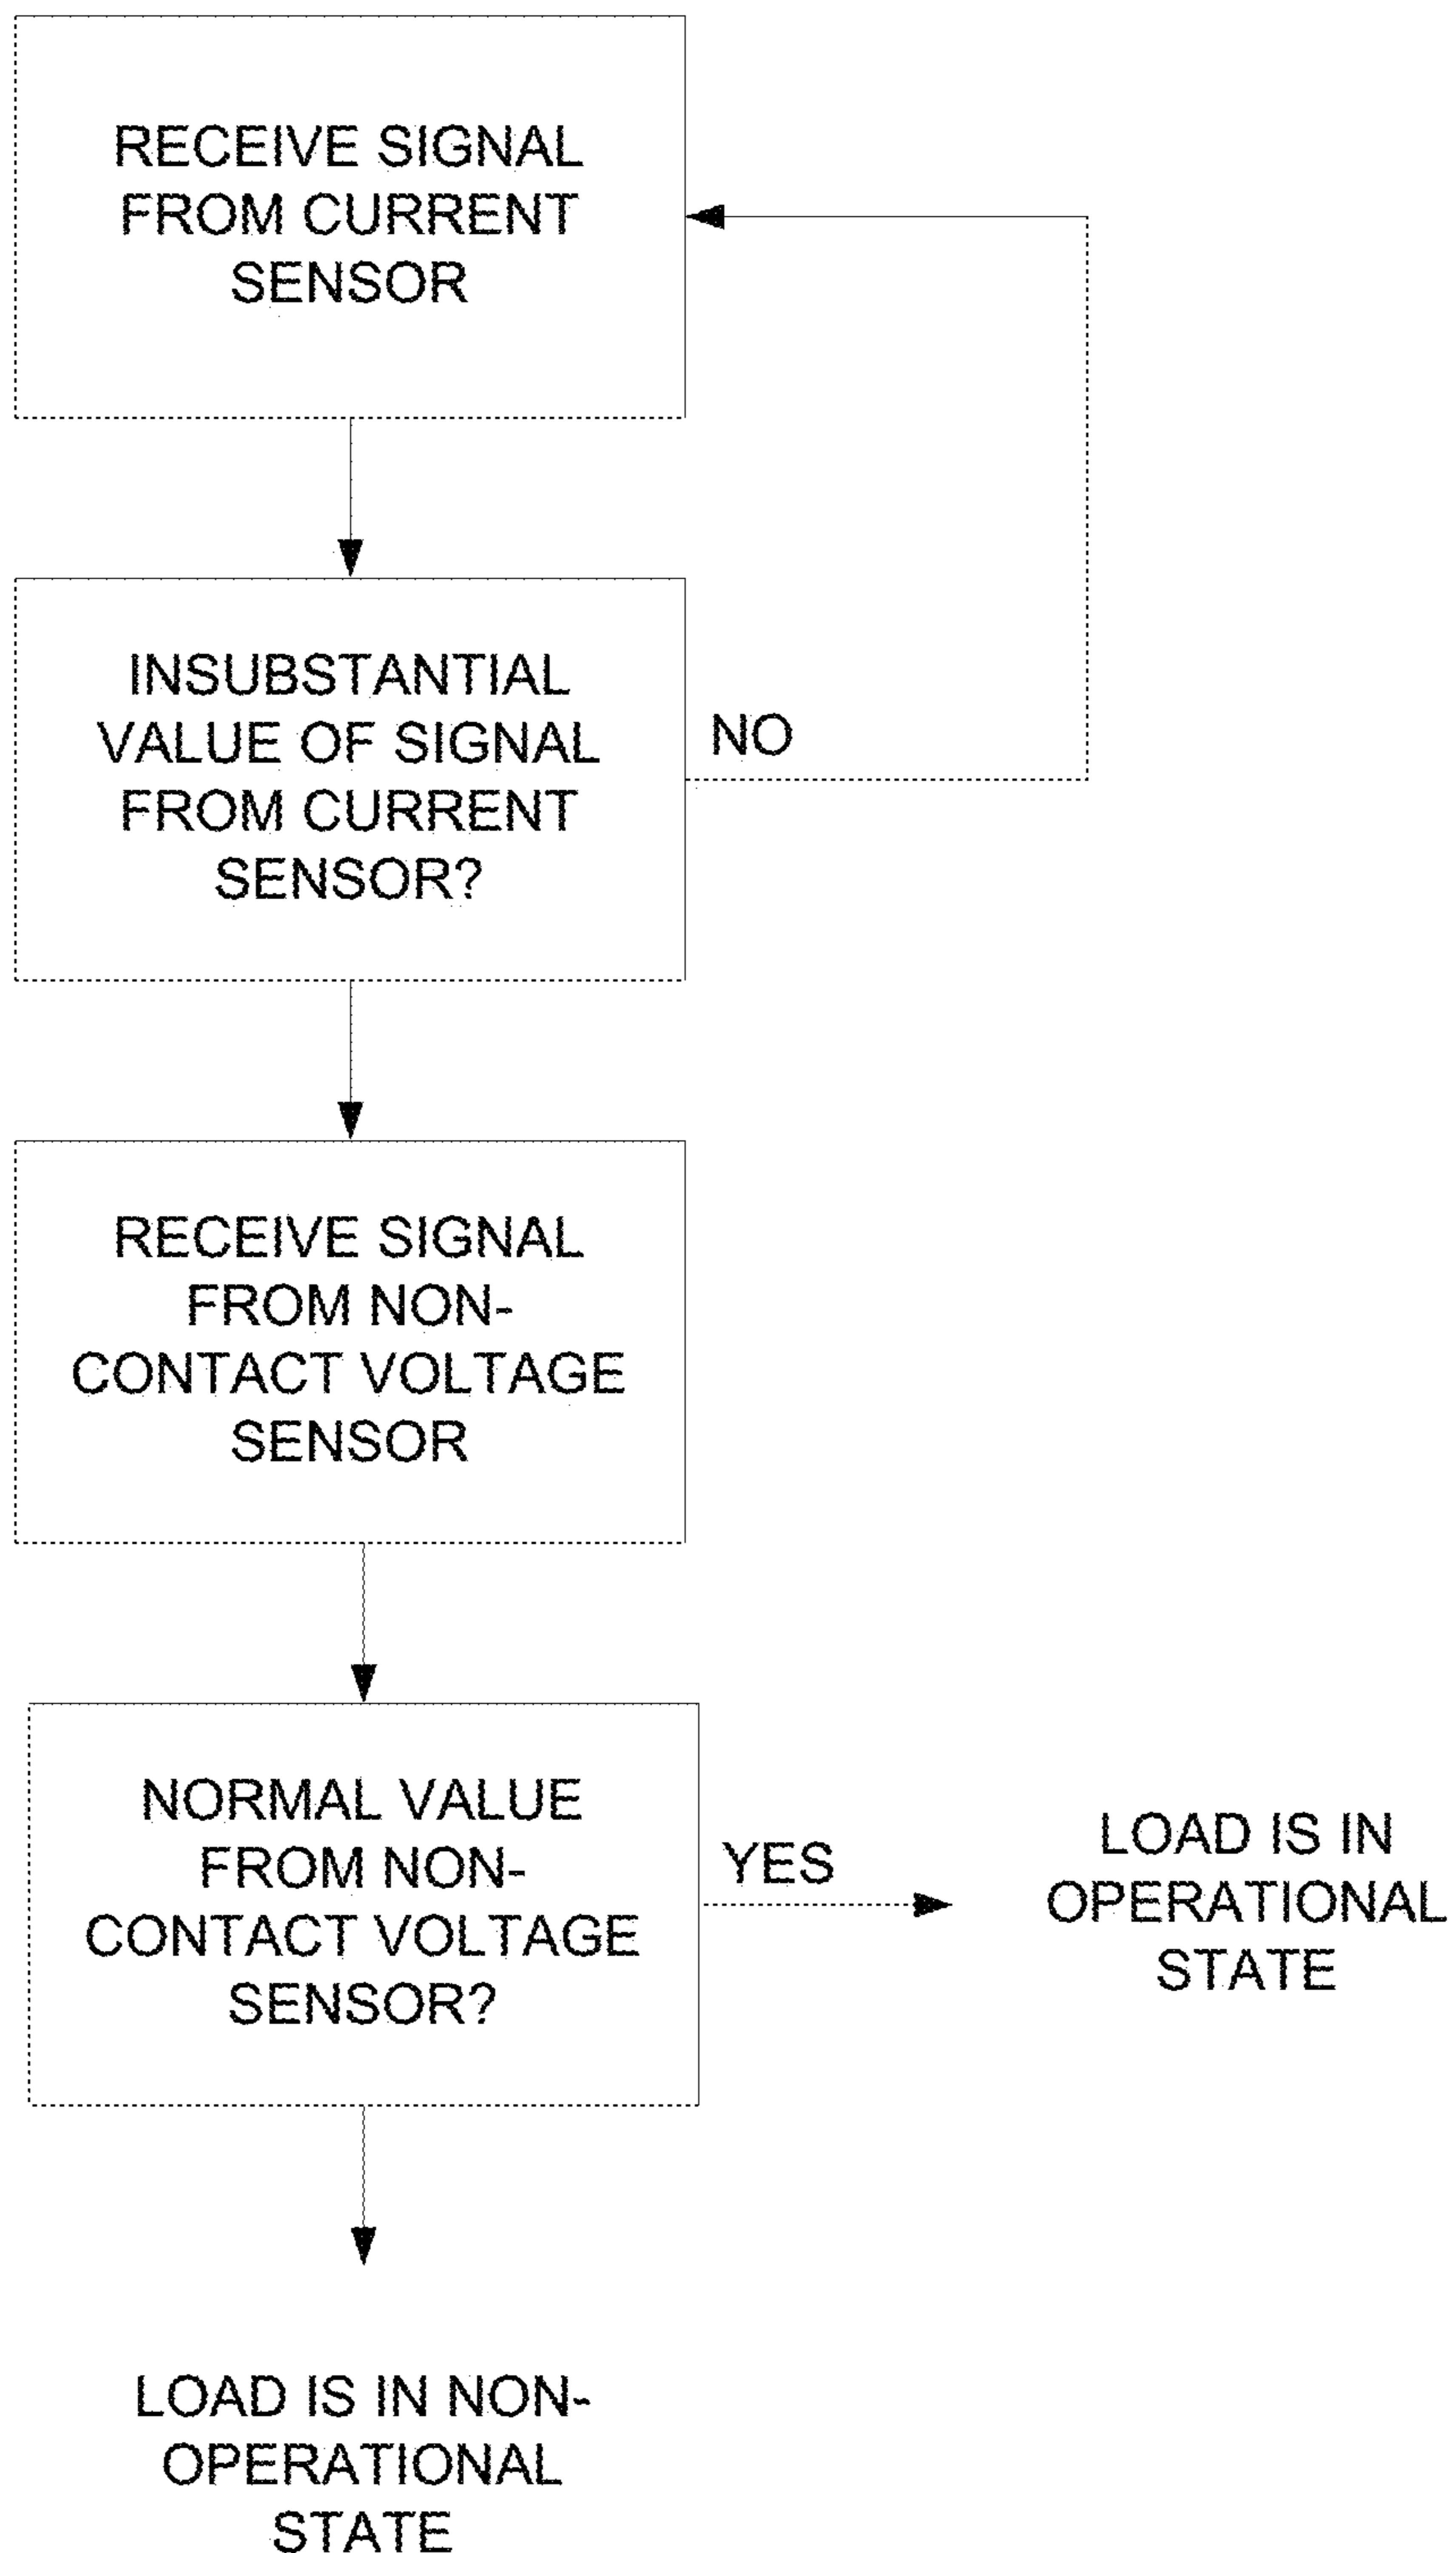 RECEIVE SIGNAL
FROM CURRENT
SENSOR
INSUBSTANTIAL
VALUE OF SIGNAL
FROM CURRENT
SENSOR?
NO
RECEIVE SIGNAL
FROM NON-
CONTACT VOLTAGE
SENSOR
NORMAL VALUE
FROM NON-
CONTACT VOLTAGE
SENSOR?
YES
LOAD IS IN
OPERATIONAL
STATE
LOAD IS IN NON-
OPERATIONAL
STATE